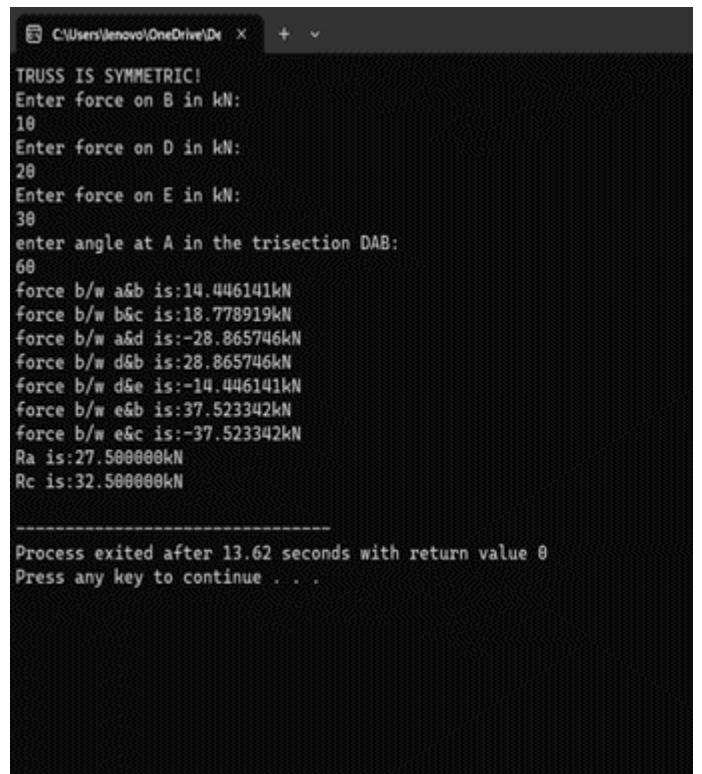 C:\Users\lenovo\OneDrive\De
TRUSS IS SYMMETRIC!
Enter force on B in kN:
10
Enter force on D in kN:
20
Enter force on E in kN:
30
enter angle at A in the trisection DAB:
60
force b/w a&b is:14.446141kN
force b/w b&c is:18.778919kN
force b/w a&d is:-28.865746kN
force b/w d&b is:28.865746kN
force b/w d&e is:-14.446141kN
force b/w e&b is:37.523342kN
force b/w e&c is:-37.523342kN
Ra is:27.500000kN
Rc is:32.500000kN
--------------------------------
Process exited after 13.62 seconds with return value 0
Press any key to continue . . .